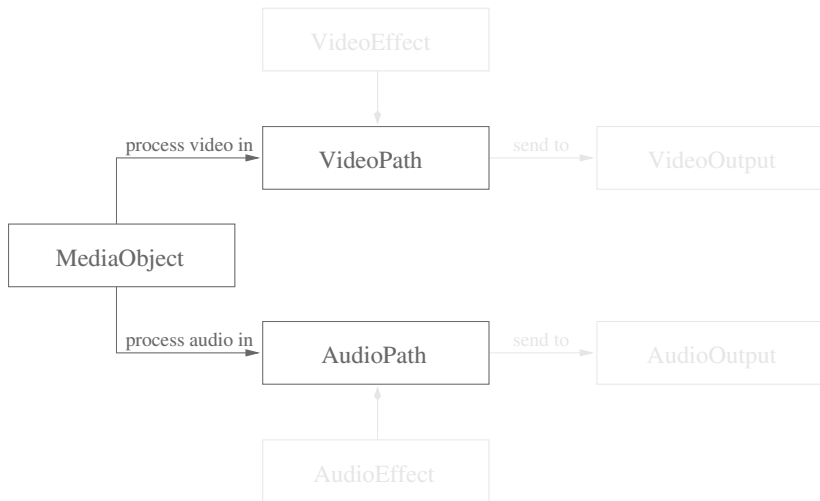 VideoEffect
process video in
VideoPath
send to
VideoOutput
MediaObject
process audio in
AudioPath
send to
AudioOutput
AudioEffect